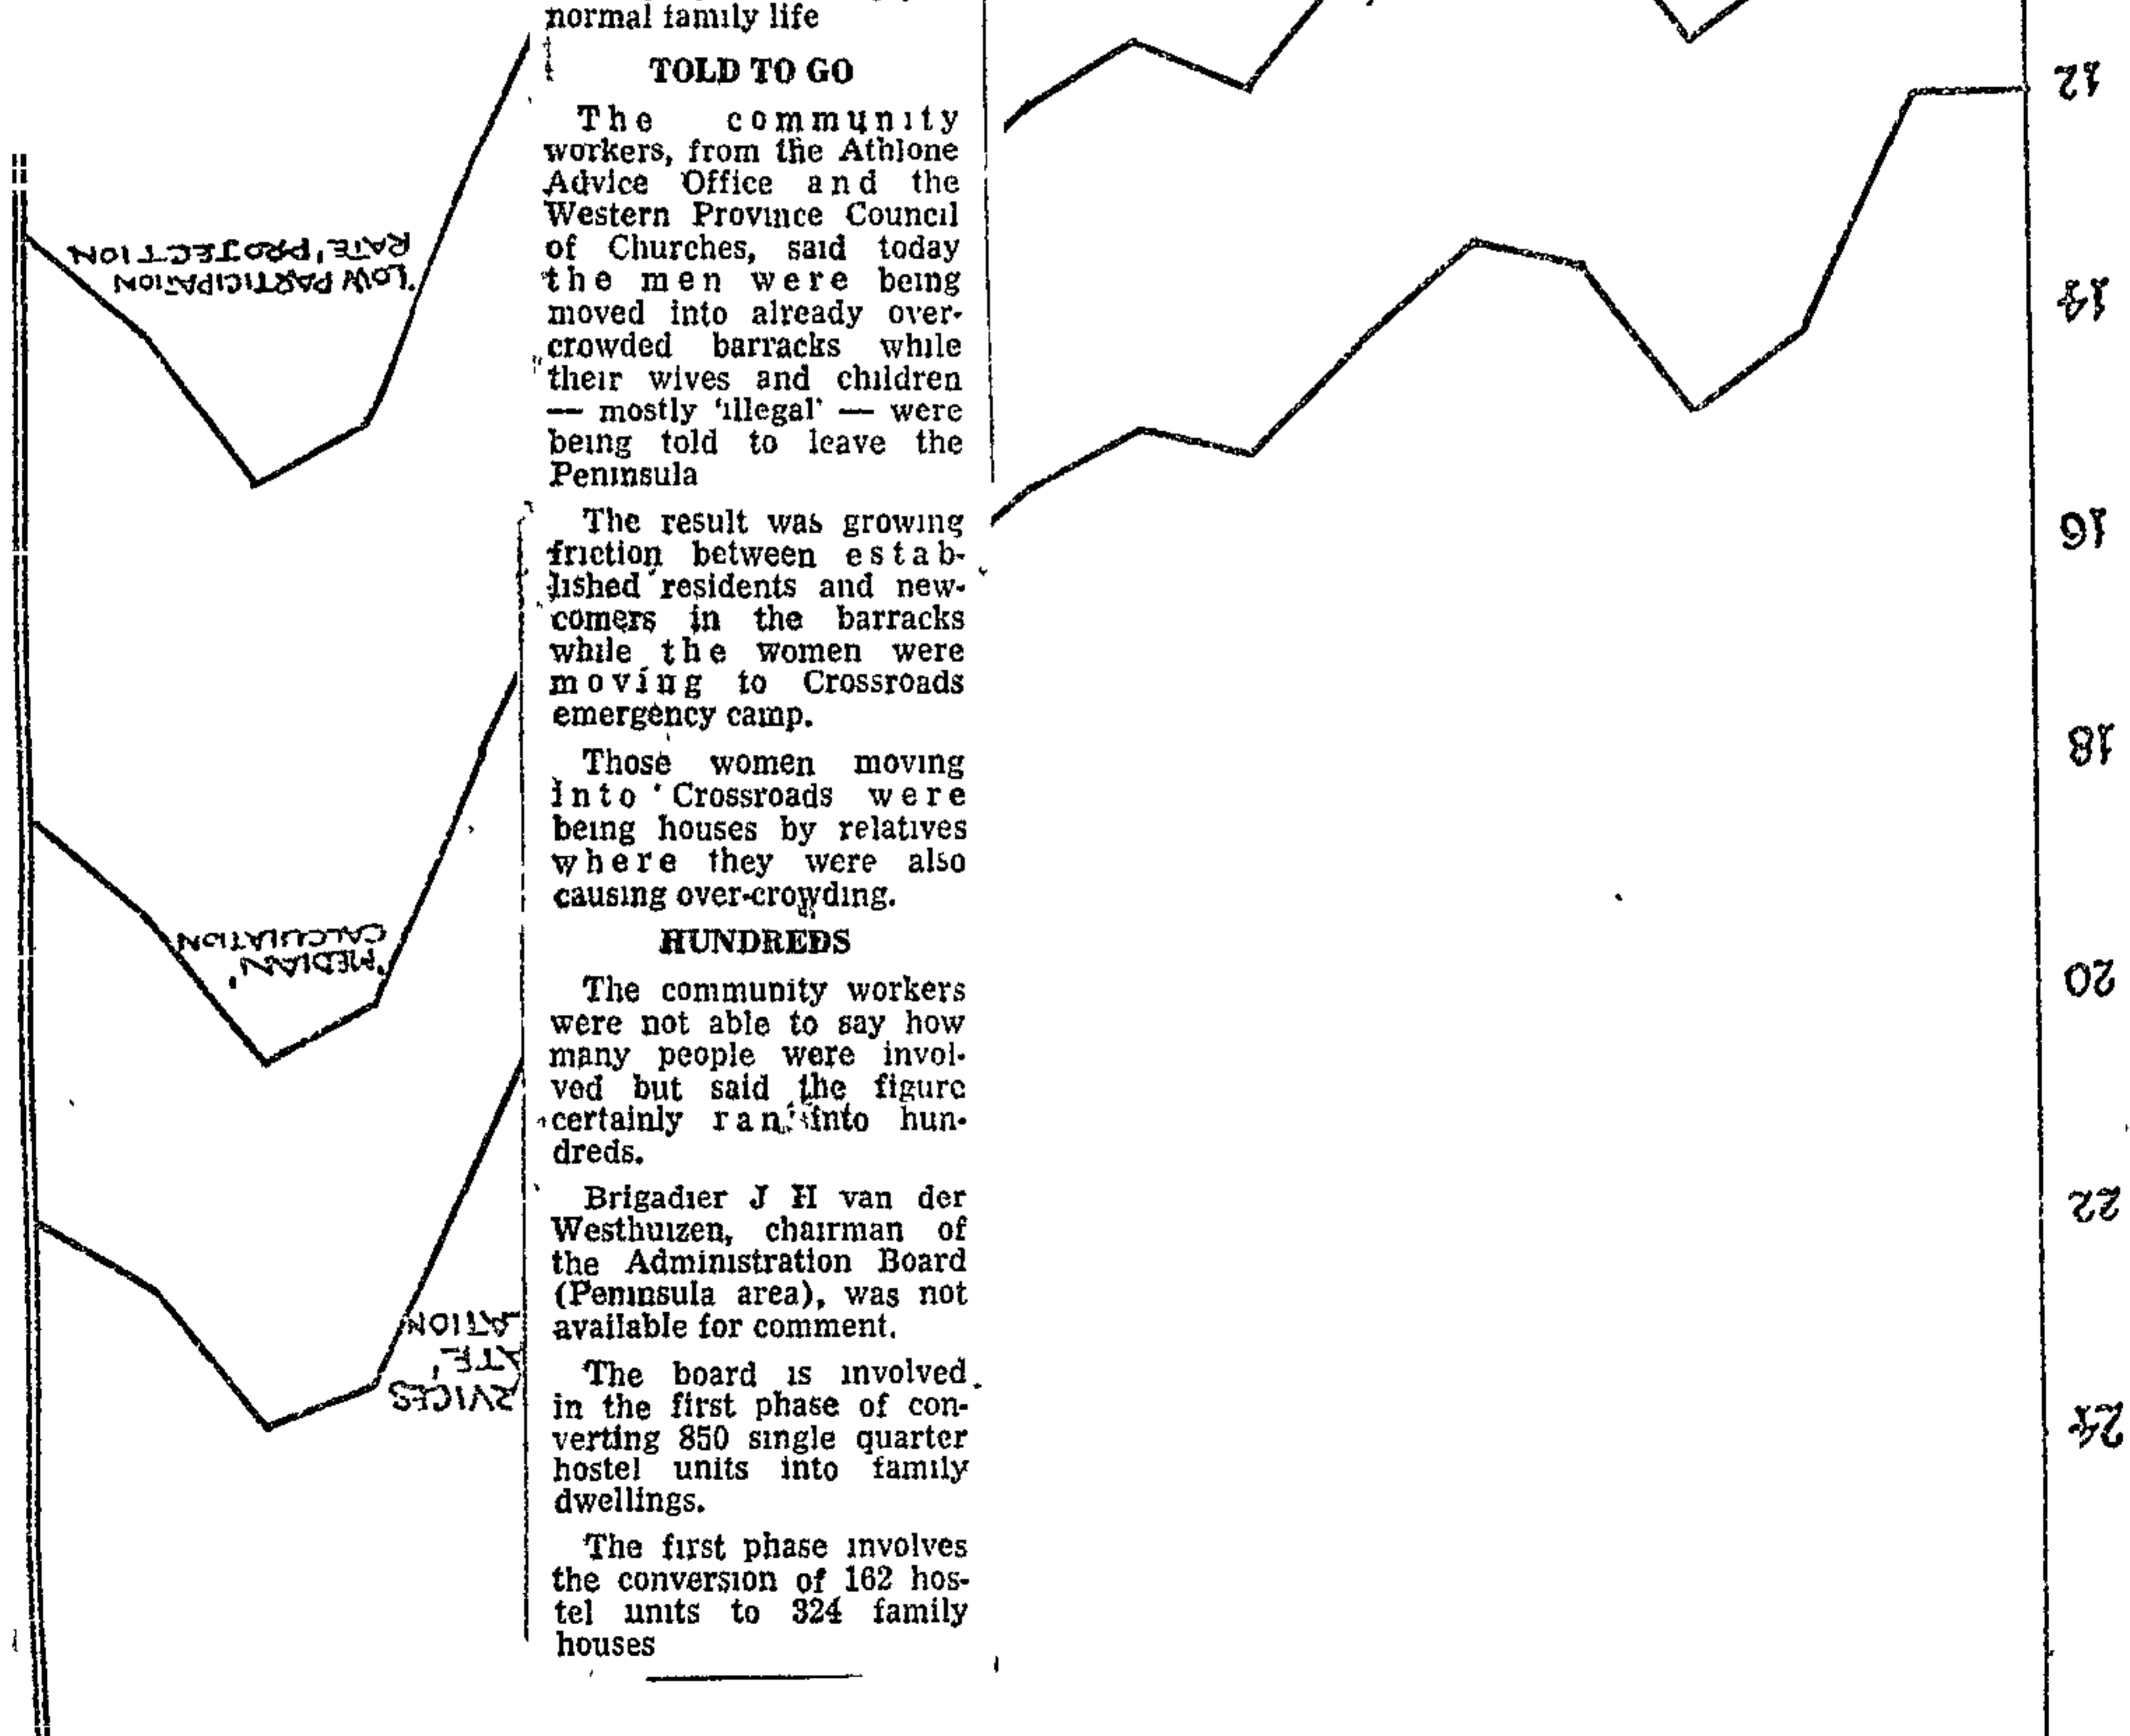 normal family life
TOLD TO GO
The community
workers, from the Athlone
Advice Office and the
Western Province Council
of Churches, said today
the men were being
moved into already over-
crowded barracks while
their wives and children
— mostly 'illegal' — were
being told to leave the
Peninsula
The result was growing
friction between estab-
lished residents and new-
comers in the barracks
while the women were
moving to Crossroads
emergency camp.
Those women moving
into Crossroads were
being houses by relatives
where they were also
causing over-crowding.
HUNDREDS
The community workers
were not able to say how
many people were invol-
ved but said the figure
certainly ran into hun-
dreds.
Brigadier J H van der
Westhuizen, chairman of
the Administration Board
(Peninsula area), was not
available for comment.
The board is involved
in the first phase of con-
verting 850 single quarter
hostel units into family
dwellings.
The first phase involves
the conversion of 162 hos-
tel units to 324 family
houses
'LOW PARTICIPATION
RATE' PROJECTION
'MEDIAN'
CALCULATION
RVICES
ATE'
ATION
12
14
16
18
20
22
24